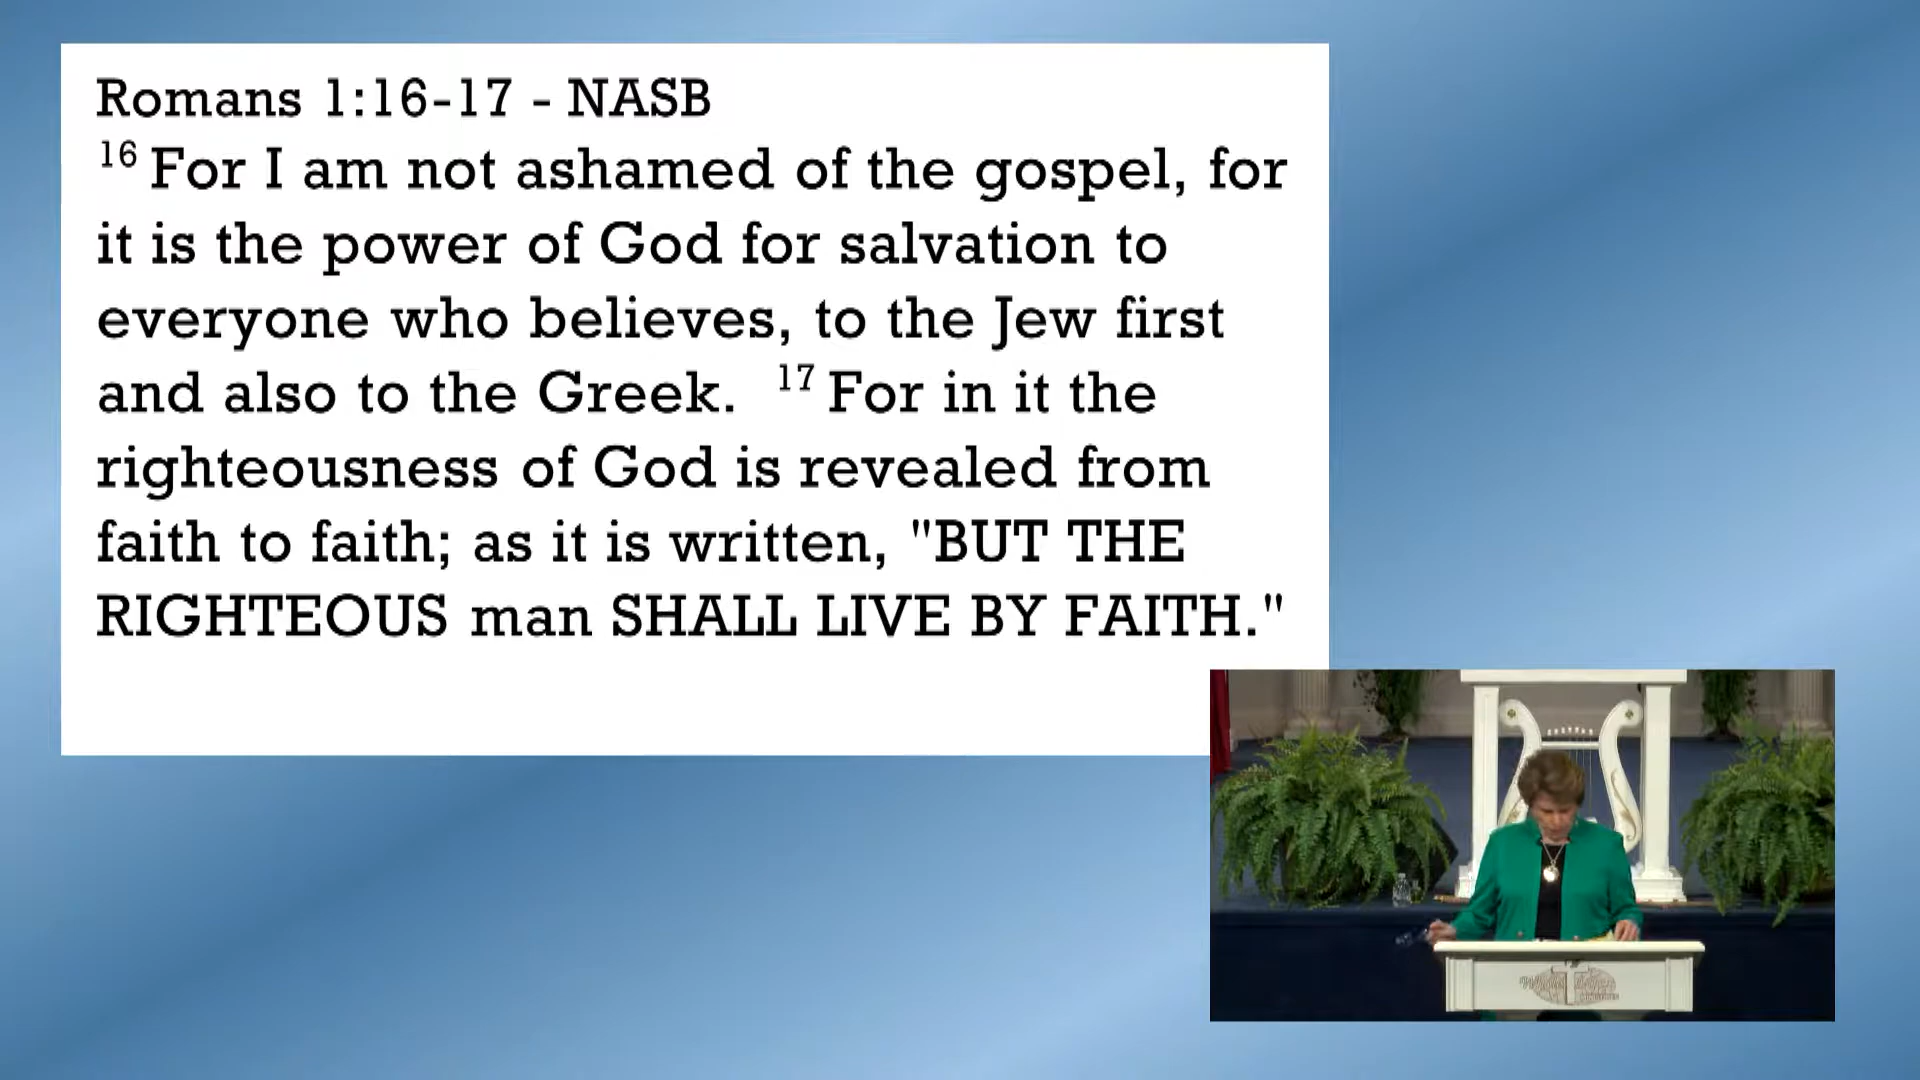 Romans 1:16-17 - NASB
16 For I am not ashamed of the gospel, for
it is the power of God for salvation to
everyone who believes, to the Jew first
and also to the Greek. 17 For in it the
righteousness of God is revealed from
faith to faith; as it is written, "BUT THE
RIGHTEOUS man SHALL LIVE BY FAITH."